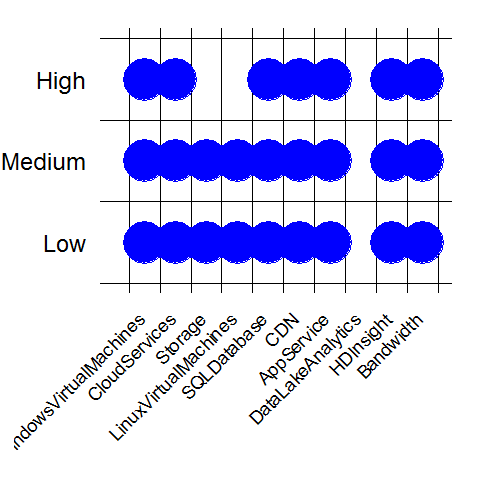 High
Medium
Low
ndowsVirtualMachines
CloudServices
Storage
LinuxVirtualMachines
SQLDatabase
CDN
AppService
DataLakeAnalytics
HDInsight
Bandwidth